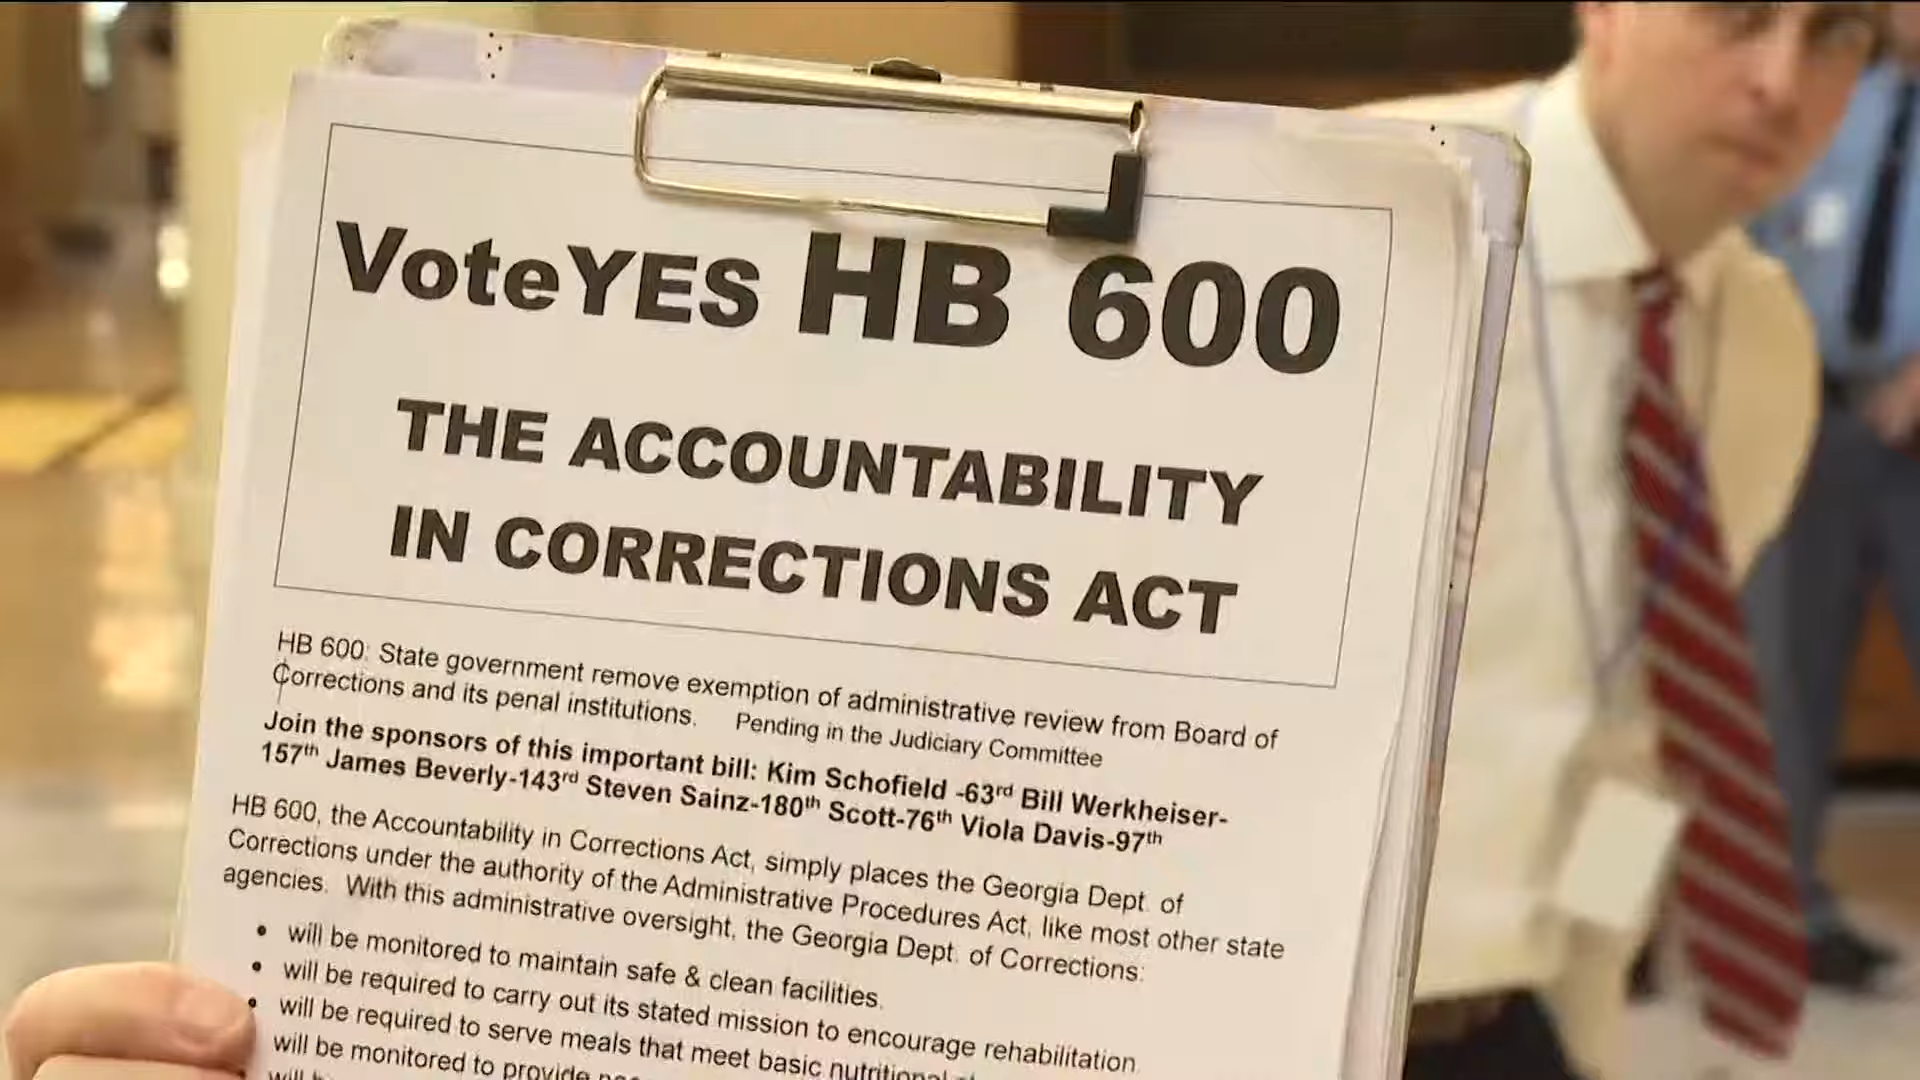 VoteYES HB 600
THE ACCOUNTABILITY
IN CORRECTIONS ACT
HB 600: State government remove exemption of administrative review from Board of
Corrections and its penal institutions. Pending in the Judiciary Committee
Join the sponsors of this important bill: Kim Schofield -63rd Bill Werkheiser-
157th James Beverly-143rd Steven Sainz-180th Scott-76th Viola Davis-97th
HB 600, the Accountability in Corrections Act, simply places the Georgia Dept. of
Corrections under the authority of the Administrative Procedures Act, like most other state
agencies. With this administrative oversight, the Georgia Dept. of Corrections:
• will be monitored to maintain safe & clean facilities.
• will be required to carry out its stated mission to encourage rehabilitation
• will be required to serve meals that meet basic nutritional
will be monitored to provide
will